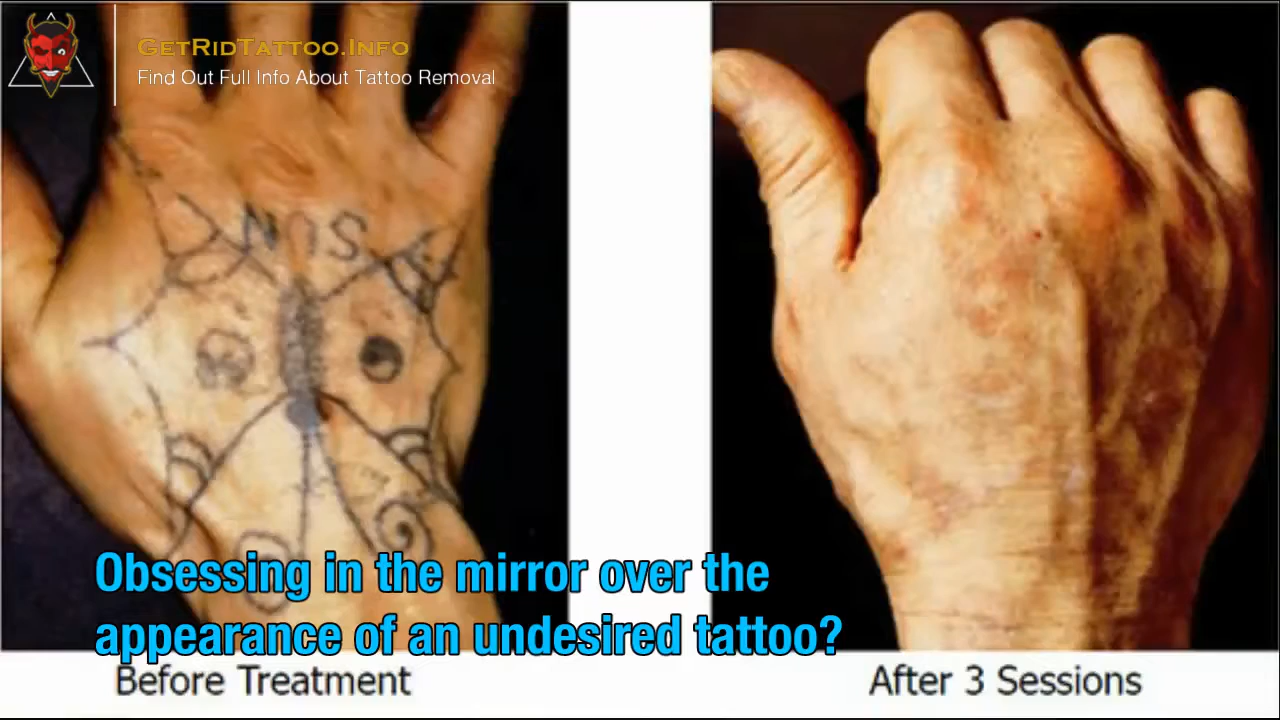 GetRidTattoo.Info
Find Out Full Info About Tattoo Removal
NUS
Obsessing in the mirror over the
appearance of an undesired tattoo?
Before Treatment
After 3 Sessions